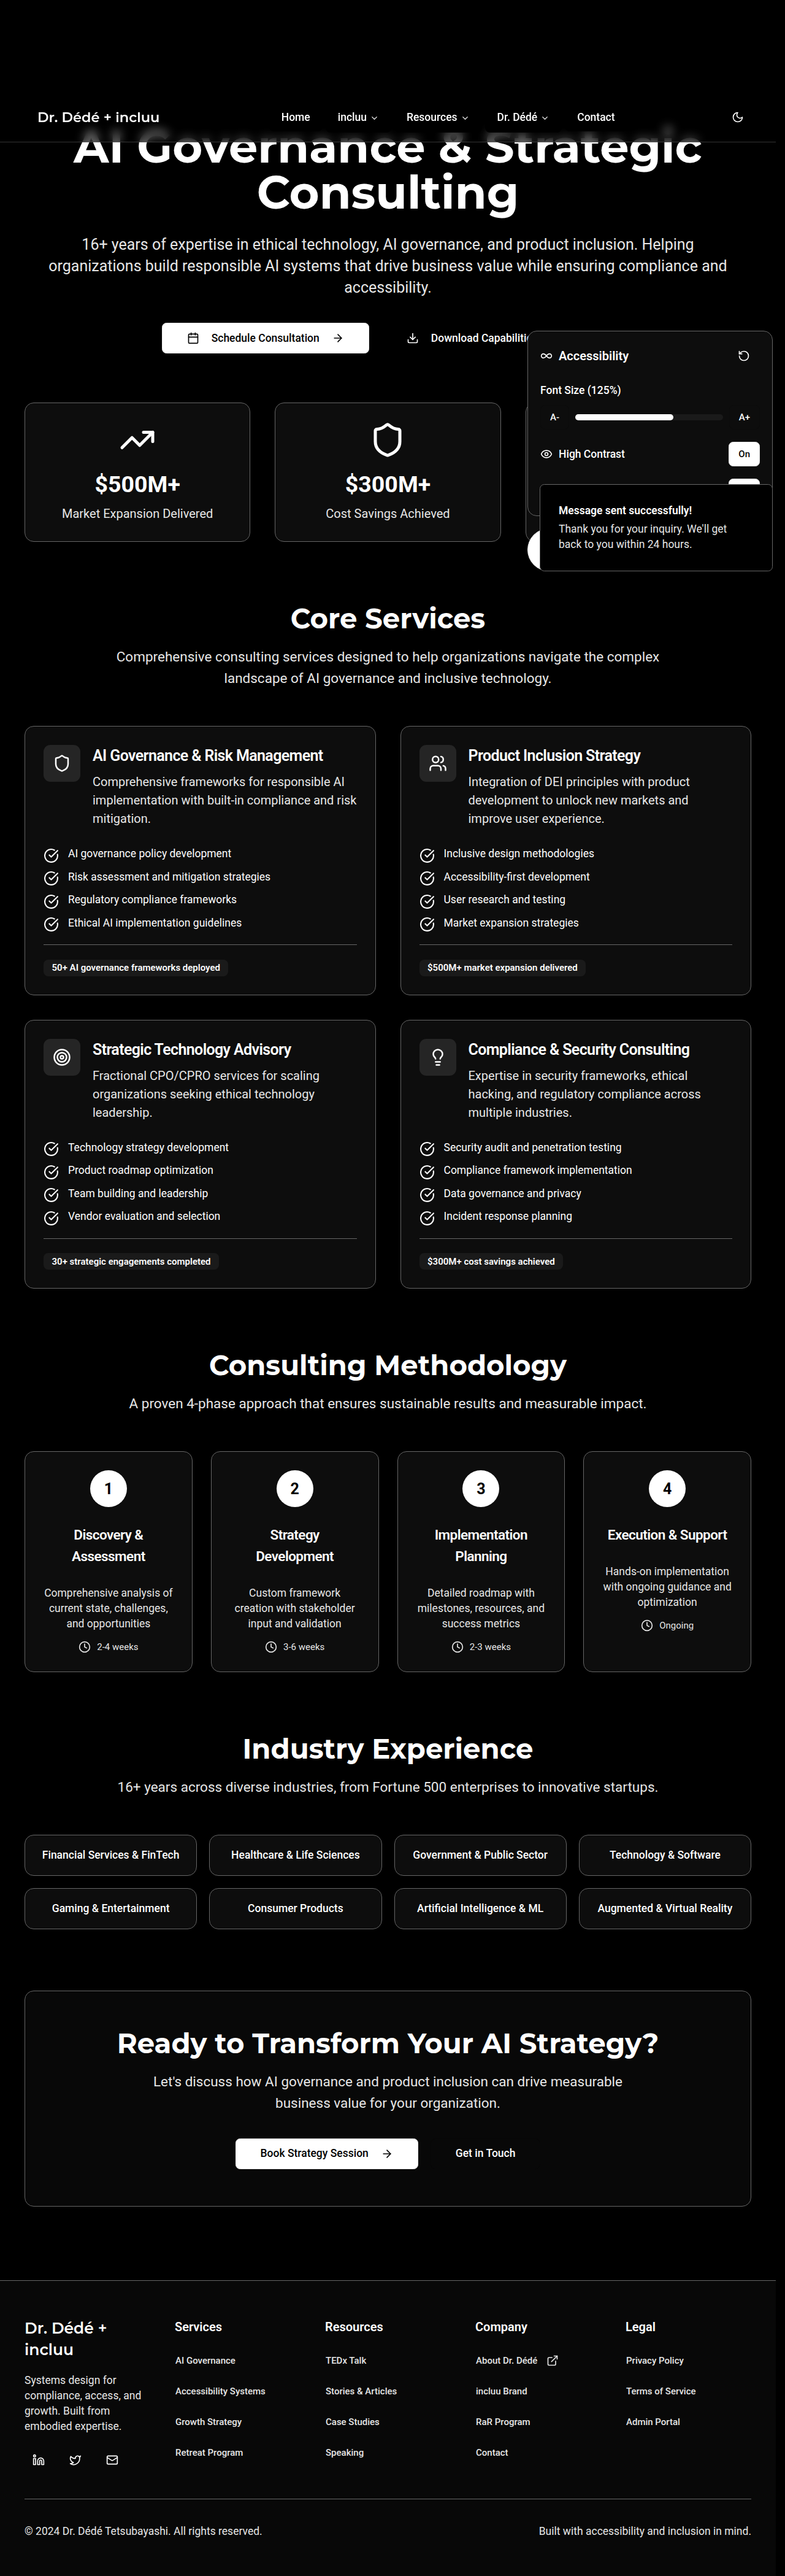 Dr. Dédé + incluu
Home
incluu
Resources
Dr. Dédé
Contact
AI Governance & Strategic
Consulting
16+ years of expertise in ethical technology, AI governance, and product inclusion. Helping
organizations build responsible AI systems that drive business value while ensuring compliance and
accessibility.
Schedule Consultation
Download Capabilitie
Accessibility
Font Size (125%)
A-
A+
High Contrast
On
Message sent successfully!
Thank you for your inquiry. We'll get
back to you within 24 hours.
$500M+
Market Expansion Delivered
$300M+
Cost Savings Achieved
Core Services
Comprehensive consulting services designed to help organizations navigate the complex
landscape of AI governance and inclusive technology.
AI Governance & Risk Management
Comprehensive frameworks for responsible AI
implementation with built-in compliance and risk
mitigation.
AI governance policy development
Risk assessment and mitigation strategies
Regulatory compliance frameworks
Ethical AI implementation guidelines
50+ AI governance frameworks deployed
Product Inclusion Strategy
Integration of DEI principles with product
development to unlock new markets and
improve user experience.
Inclusive design methodologies
Accessibility-first development
User research and testing
Market expansion strategies
$500M+ market expansion delivered
Strategic Technology Advisory
Fractional CPO/CPRO services for scaling
organizations seeking ethical technology
leadership.
Technology strategy development
Product roadmap optimization
Team building and leadership
Vendor evaluation and selection
30+ strategic engagements completed
Compliance & Security Consulting
Expertise in security frameworks, ethical
hacking, and regulatory compliance across
multiple industries.
Security audit and penetration testing
Compliance framework implementation
Data governance and privacy
Incident response planning
$300M+ cost savings achieved
Consulting Methodology
A proven 4-phase approach that ensures sustainable results and measurable impact.
1
Discovery &
Assessment
Comprehensive analysis of
current state, challenges,
and opportunities
2-4 weeks
2
Strategy
Development
Custom framework
creation with stakeholder
input and validation
3-6 weeks
3
Implementation
Planning
Detailed roadmap with
milestones, resources, and
success metrics
2-3 weeks
4
Execution & Support
Hands-on implementation
with ongoing guidance and
optimization
Ongoing
Industry Experience
16+ years across diverse industries, from Fortune 500 enterprises to innovative startups.
Financial Services & FinTech
Healthcare & Life Sciences
Government & Public Sector
Technology & Software
Gaming & Entertainment
Consumer Products
Artificial Intelligence & ML
Augmented & Virtual Reality
Ready to Transform Your AI Strategy?
Let's discuss how AI governance and product inclusion can drive measurable
business value for your organization.
Book Strategy Session
Get in Touch
Dr. Dédé +
incluu
Systems design for
compliance, access, and
growth. Built from
embodied expertise.
Services
AI Governance
Accessibility Systems
Growth Strategy
Retreat Program
Resources
TEDx Talk
Stories & Articles
Case Studies
Speaking
Company
About Dr. Dédé
incluu Brand
RaR Program
Contact
Legal
Privacy Policy
Terms of Service
Admin Portal
© 2024 Dr. Dédé Tetsubayashi. All rights reserved.
Built with accessibility and inclusion in mind.